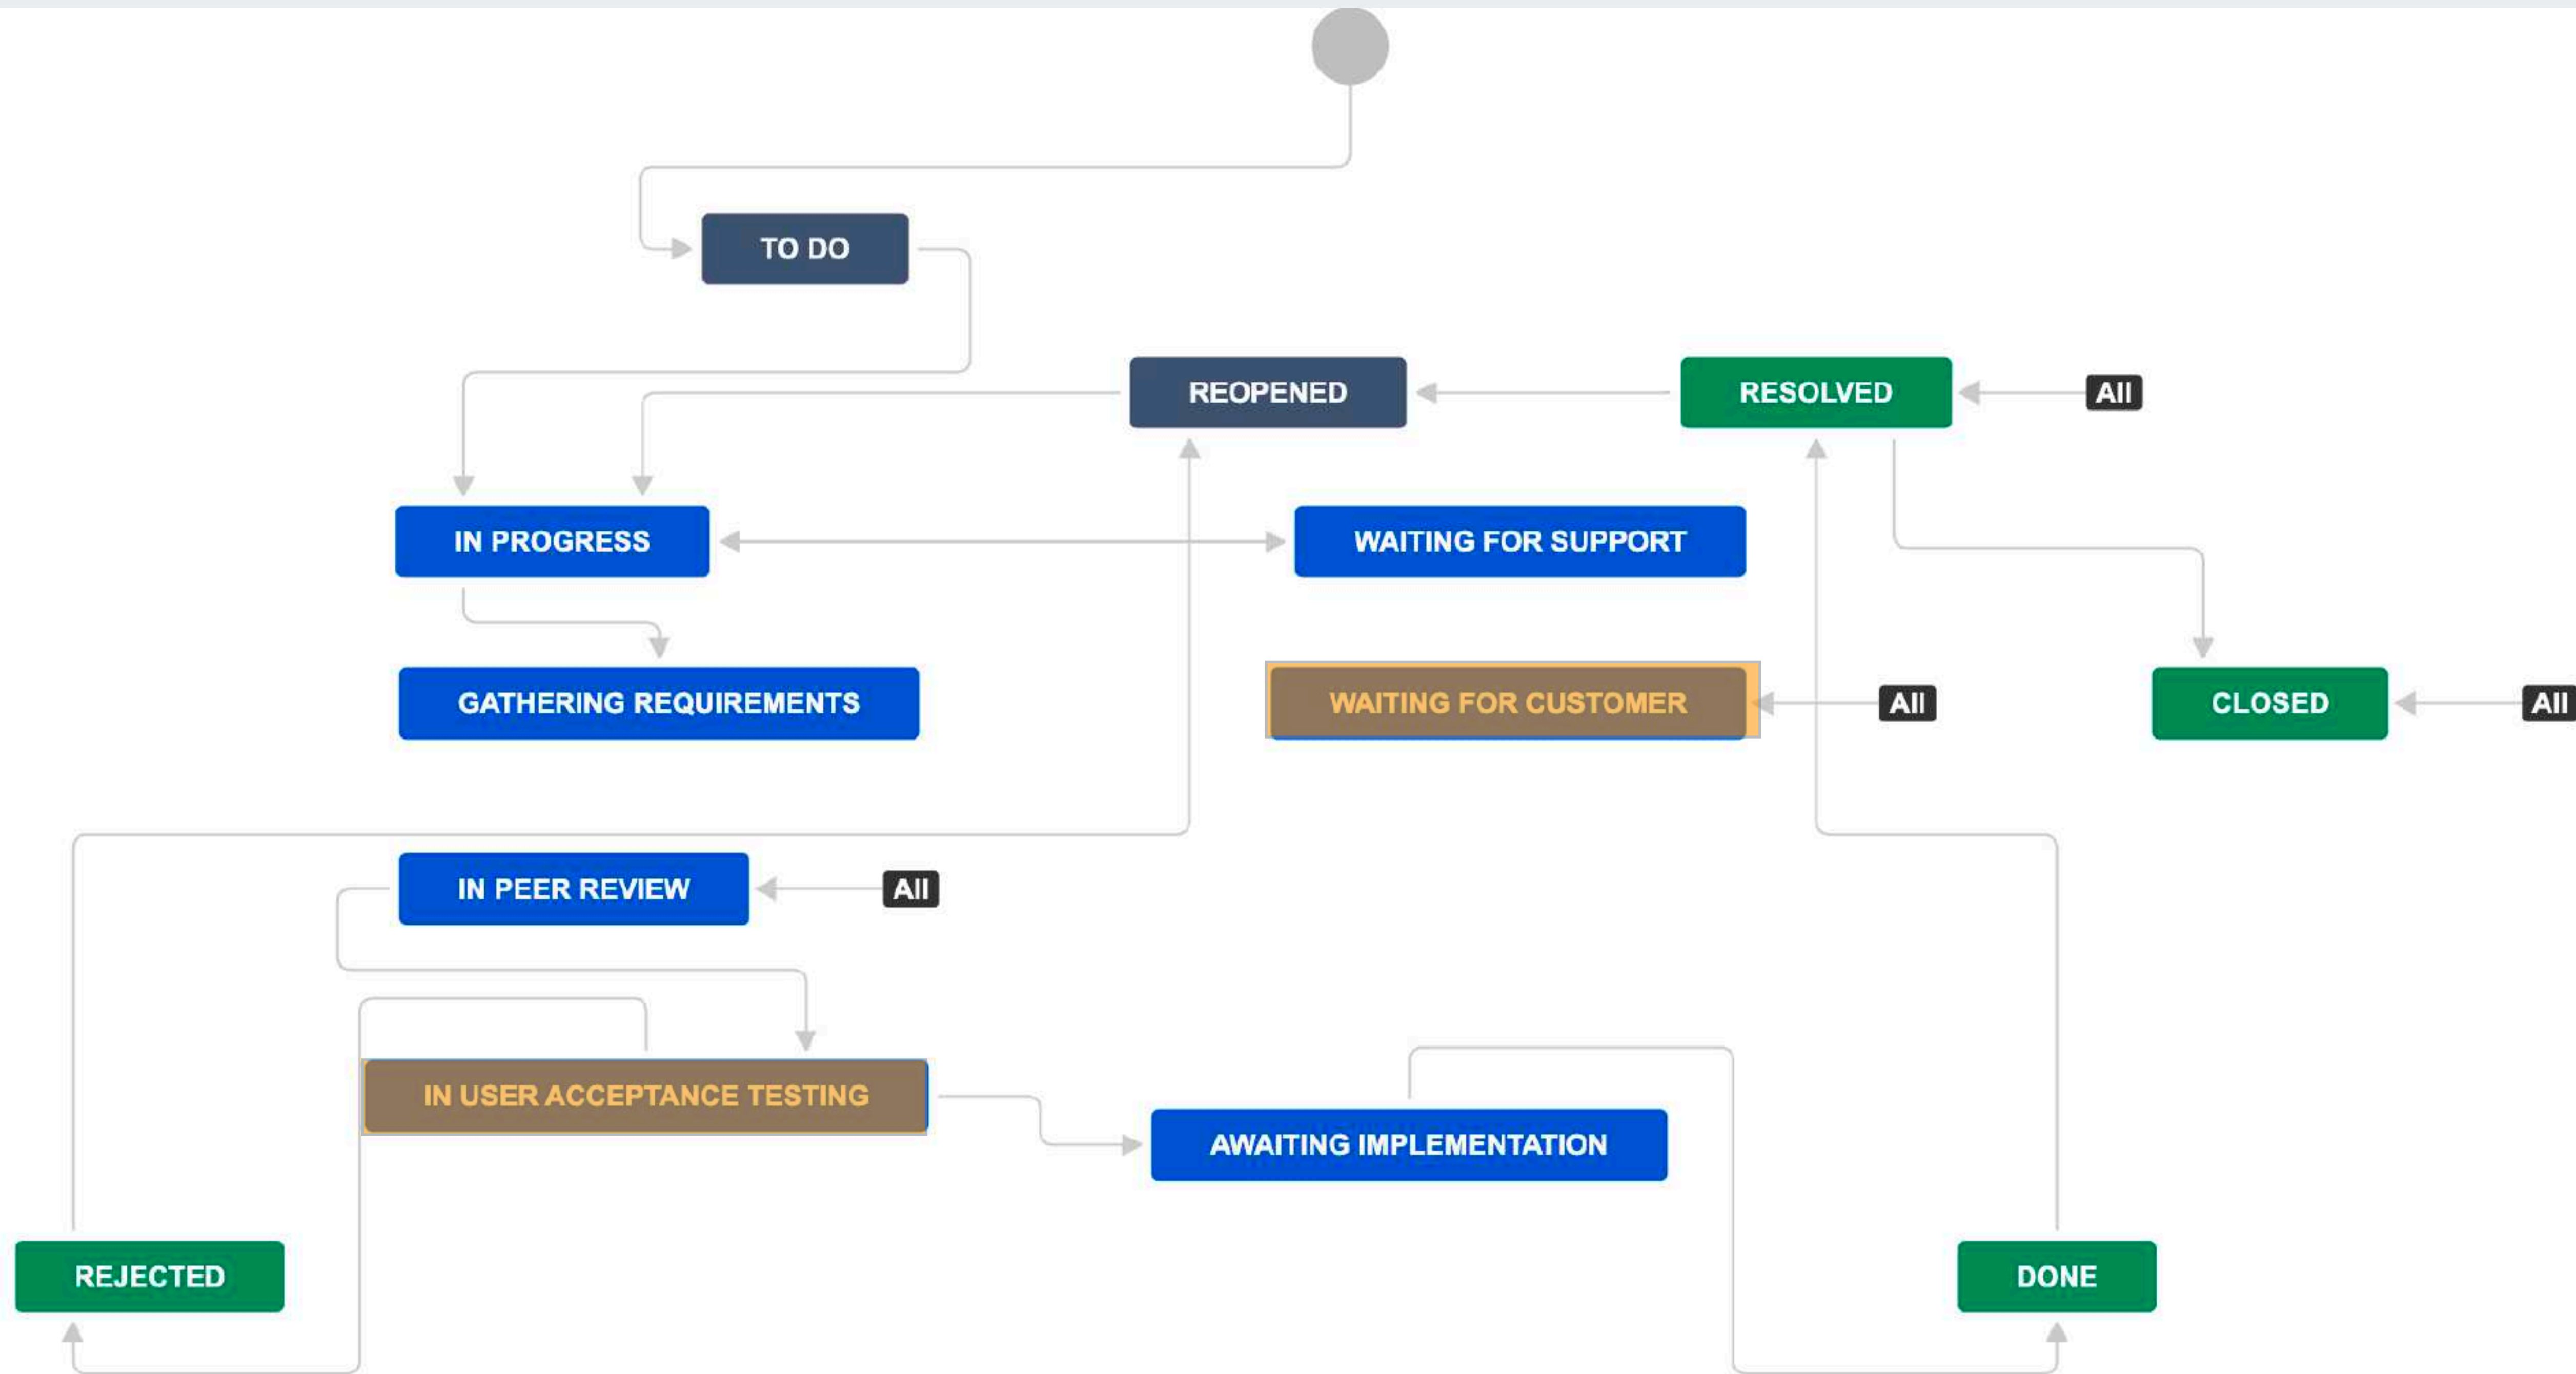 TO DO
REOPENED
RESOLVED
All
IN PROGRESS
WAITING FOR SUPPORT
GATHERING REQUIREMENTS
WAITING FOR CUSTOMER
All
CLOSED
All
IN PEER REVIEW
All
IN USER ACCEPTANCE TESTING
AWAITING IMPLEMENTATION
REJECTED
DONE